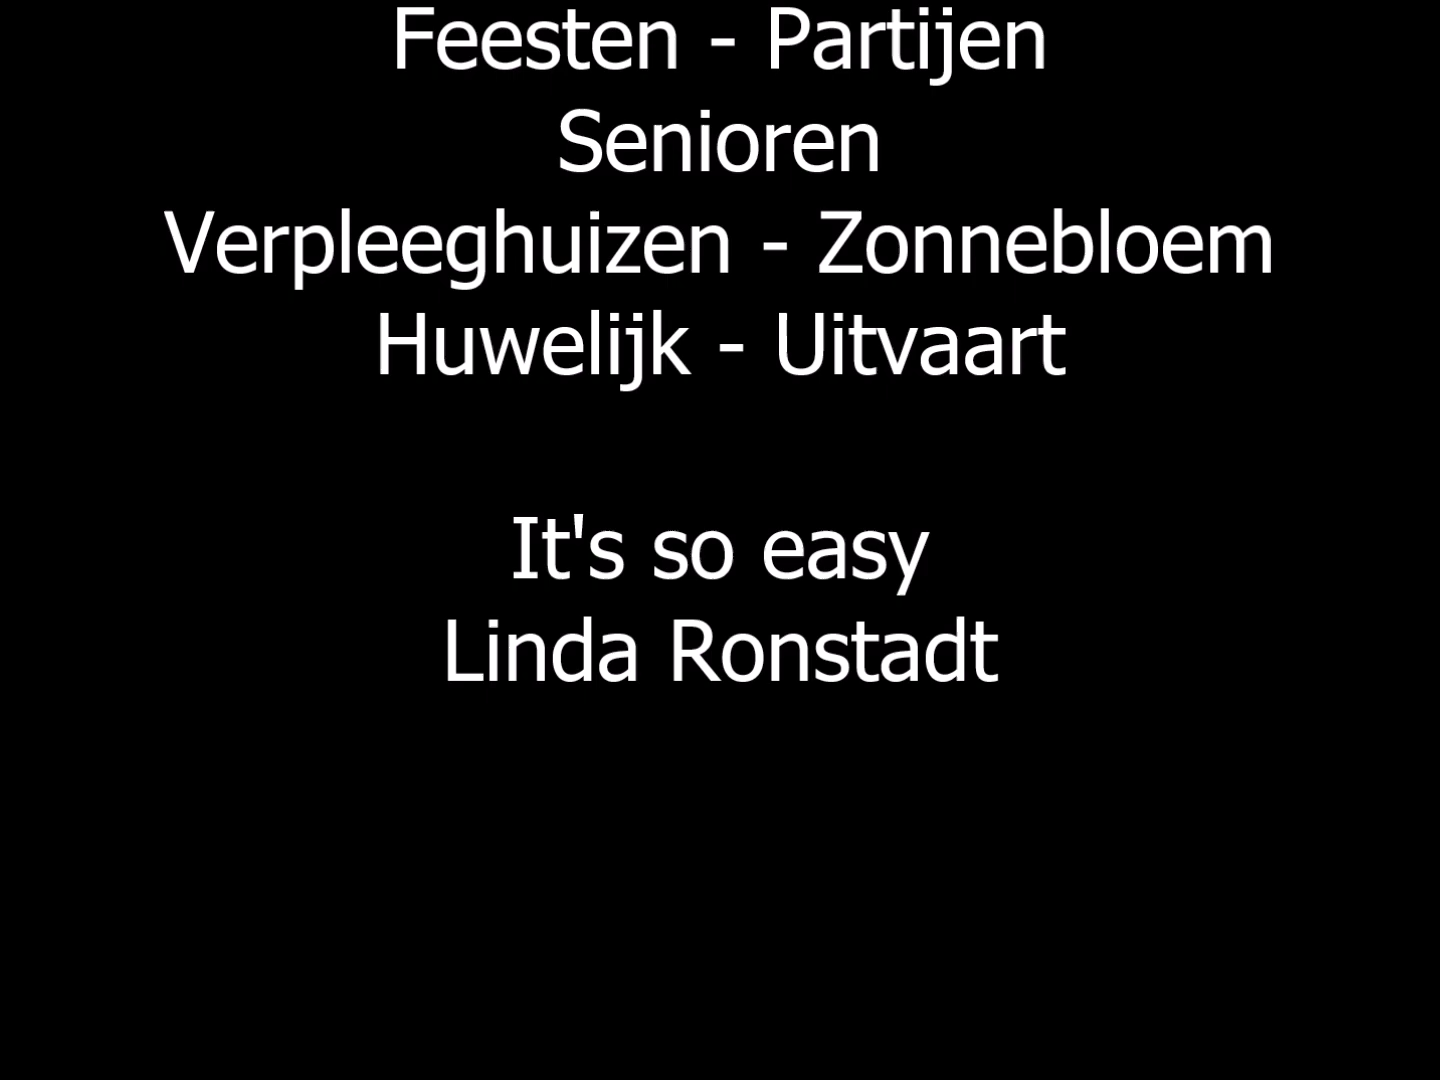 Feesten - Partijen
Senioren
Verpleeghuizen - Zonnebloem
Huwelijk - Uitvaart
It's so easy
Linda Ronstadt